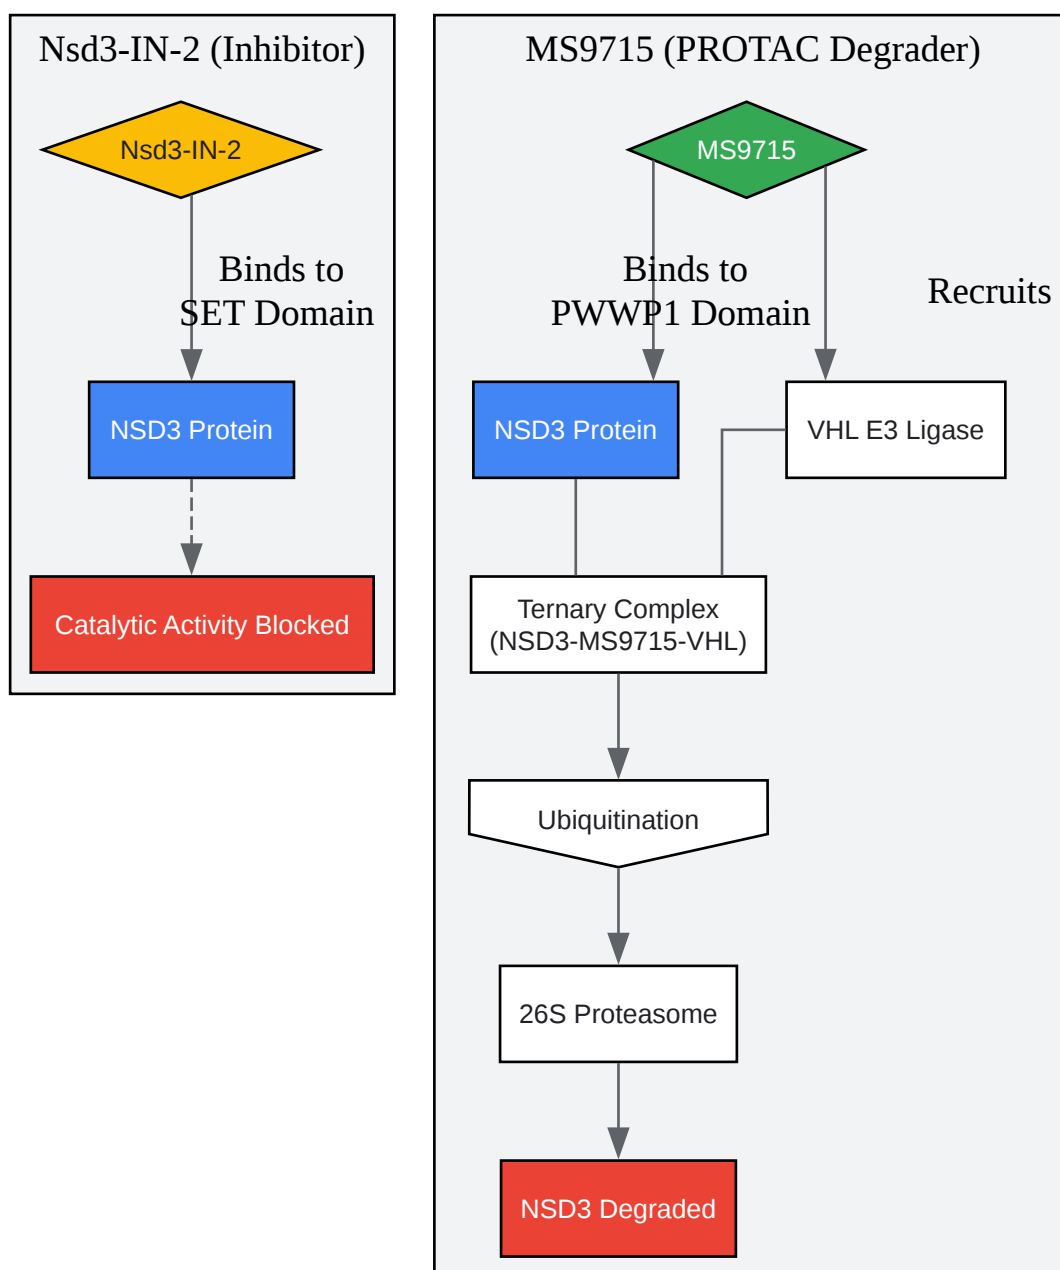 Nsd3-IN-2 (Inhibitor)
Nsd3-IN-2
Binds to
SET Domain
NSD3 Protein
Catalytic Activity Blocked
MS9715 (PROTAC Degrader)
MS9715
Binds to
PWWP1 Domain
Recruits
NSD3 Protein
VHL E3 Ligase
Ternary Complex
(NSD3-MS9715-VHL)
Ubiquitination
26S Proteasome
NSD3 Degraded